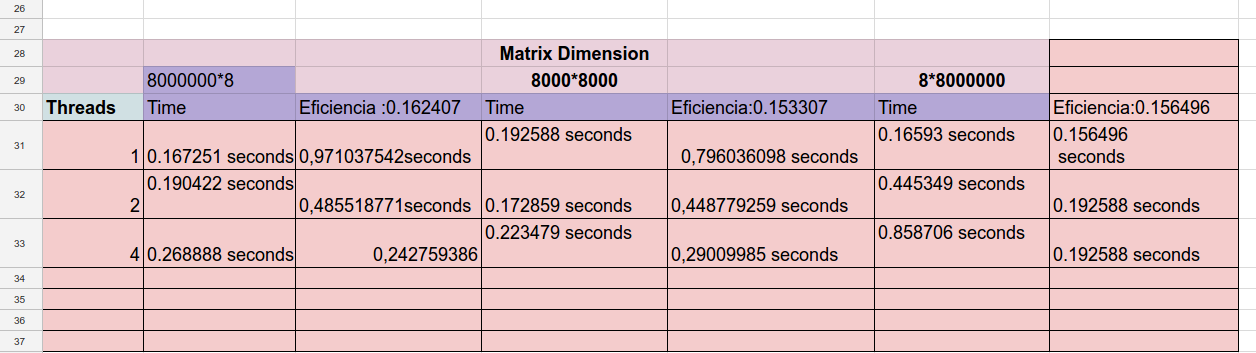 26
27
28 Matrix Dimension
29 8000000*8 8000*8000 8*8000000
30 Threads Time Eficiencia :0.162407 Time Eficiencia:0.153307 Time Eficiencia:0.156496
31 1 0.167251 seconds 0,971037542seconds 0.192588 seconds 0,796036098 seconds 0.16593 seconds 0.156496
seconds
32 2 0.190422 seconds 0,485518771seconds 0.172859 seconds 0,448779259 seconds 0.445349 seconds 0.192588 seconds
33 4 0.268888 seconds 0,242759386 0.223479 seconds 0,29009985 seconds 0.858706 seconds 0.192588 seconds
34
35
36
37